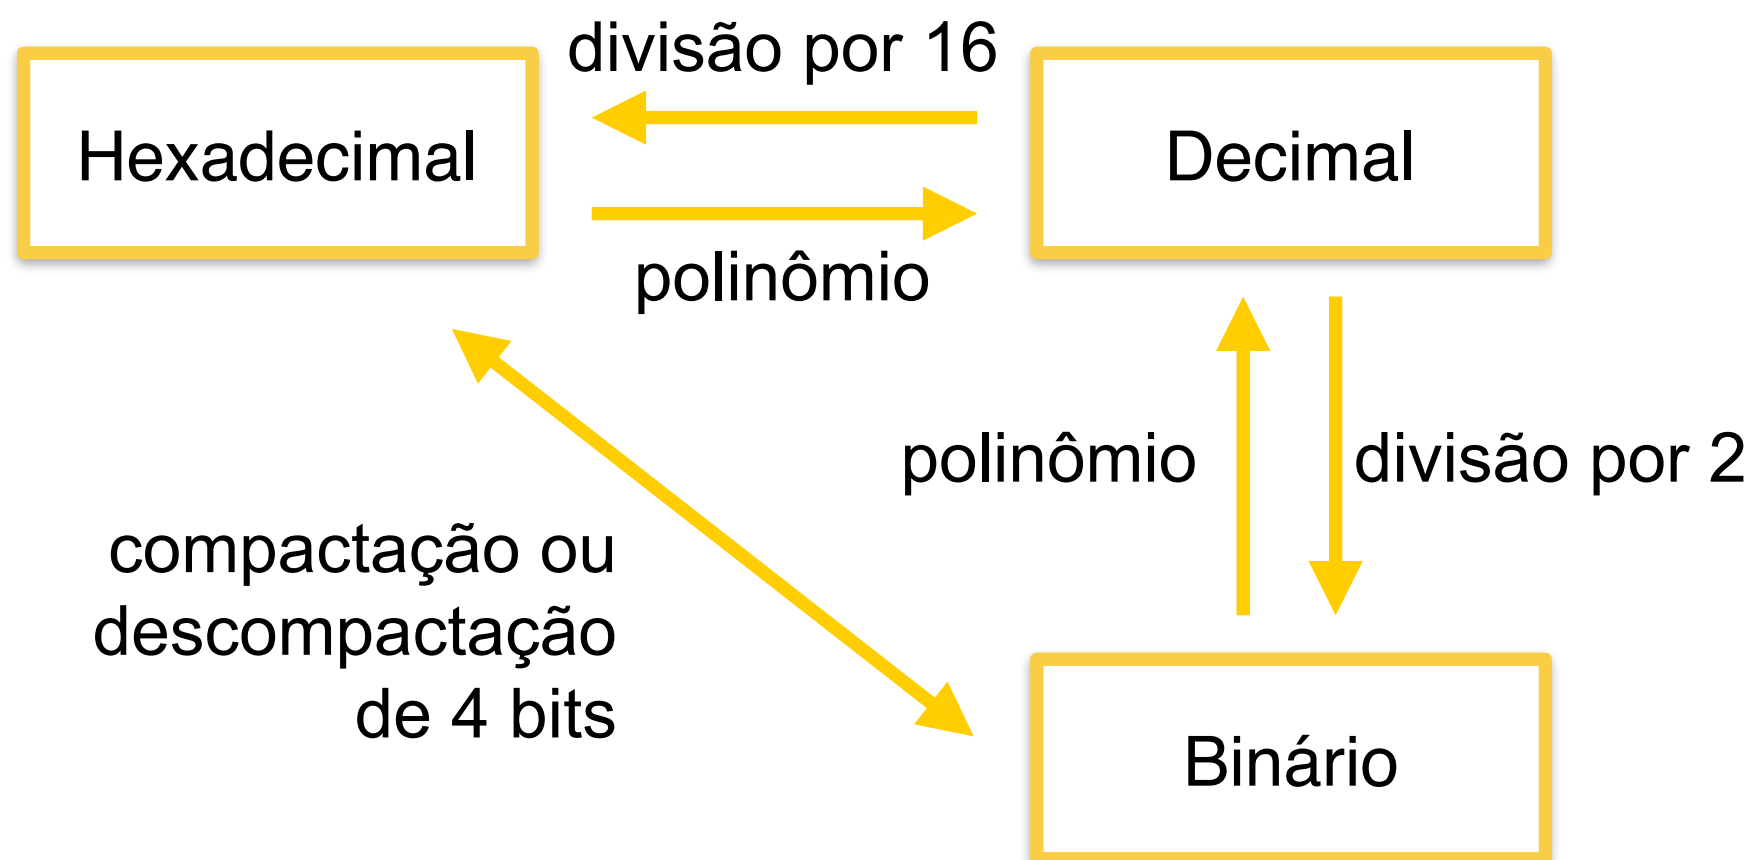 divisão por 16
Hexadecimal
Decimal
polinômio
polinômio
divisão por 2
compactação ou
descompactação
de 4 bits
Binário